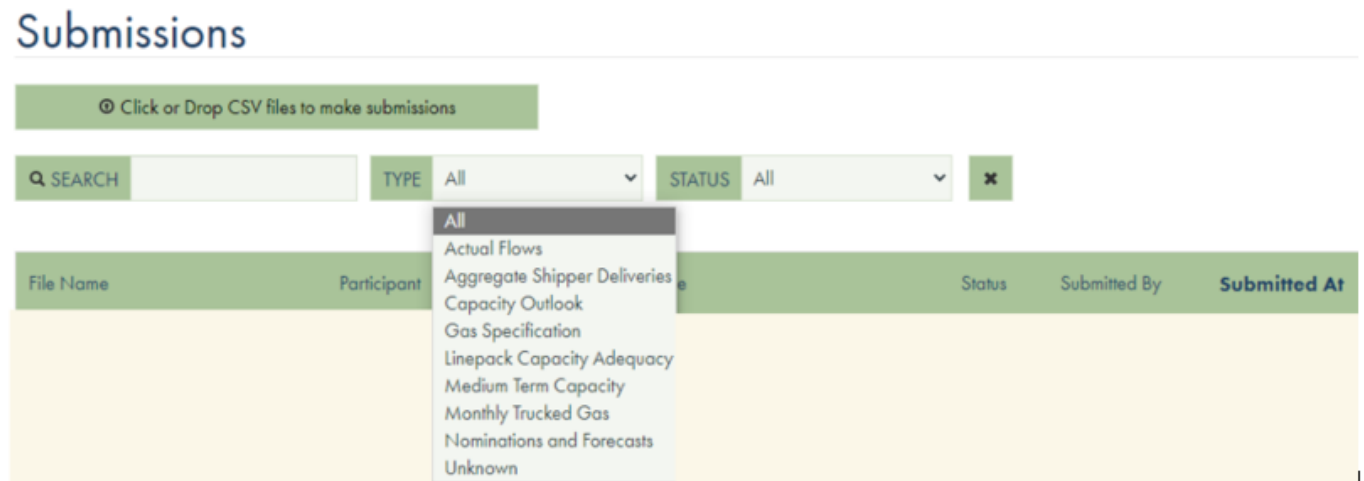 Submissions
Click or Drop CSV files to make submissions
SEARCH TYPE All STATUS All
All
Actual Flows
Aggregate Shipper Deliveries
Capacity Outlook
Gas Specification
Linepack Capacity Adequacy
Medium Term Capacity
Monthly Trucked Gas
Nominations and Forecasts
Unknown
File Name Participant e Status Submitted By Submitted At